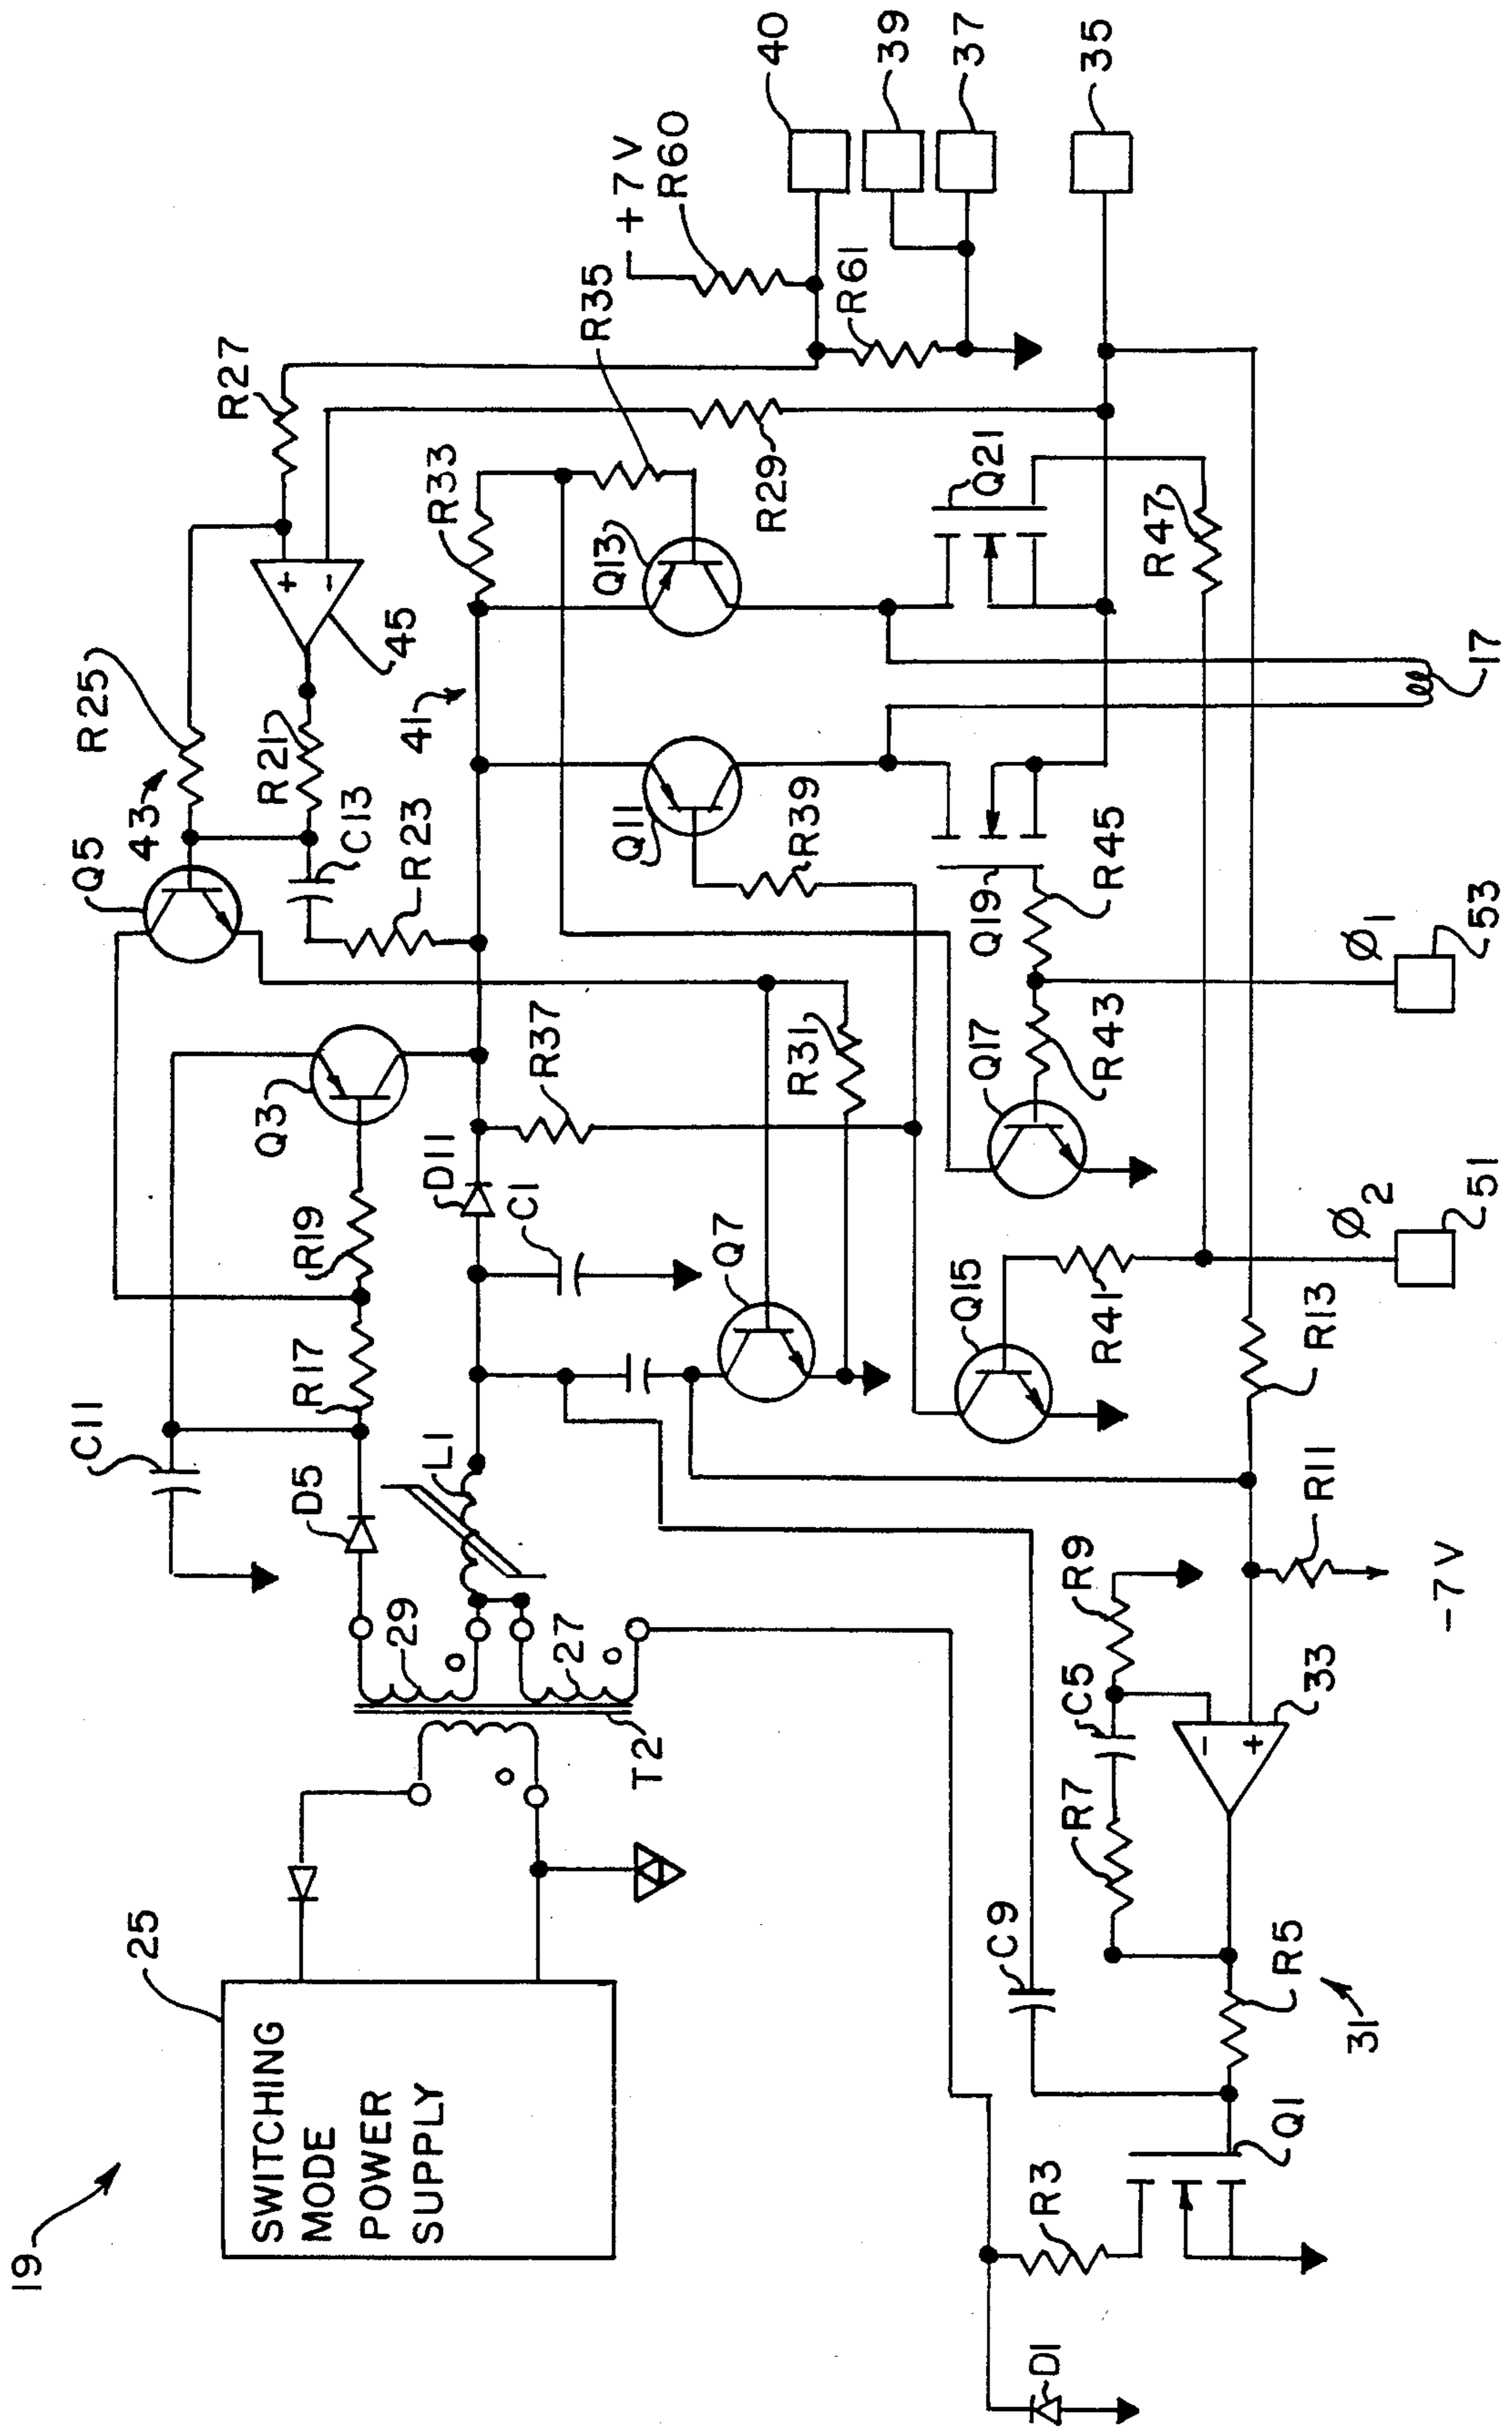 19
25
SWITCHING
MODE
POWER
SUPPLY
T2
29
27
C11
D5
R17
R19
Q3
L1
D11
C1
R37
Q5
43
R25
R21
C13
R23
45
+
-
R27
41
R33
R35
Q13
Q11
R39
R29
+7V
R60
R61
40
39
37
35
Q7
R31
Q19
R45
Q21
R47
17
Q17
R43
Ø1
53
Q15
R41
Ø2
51
R13
R11
-7V
R9
C5
R7
-
+
33
C9
R5
31
Q1
R3
D1